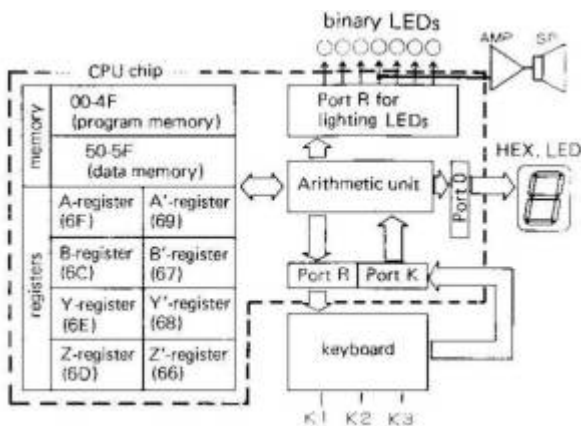 binary LEDs
AMP SP
CPU chip
memory
00-4F
(program memory)
50-5F
(data memory)
Port R for
lighting LEDs
HEX. LED
Arithmetic unit
Port O
registers
A-register
(6F)
A'-register
(69)
B-register
(6C)
B'-register
(67)
Y-register
(6E)
Y'-register
(68)
Z-register
(6D)
Z'-register
(66)
Port R
Port K
keyboard
K1 K2 K3